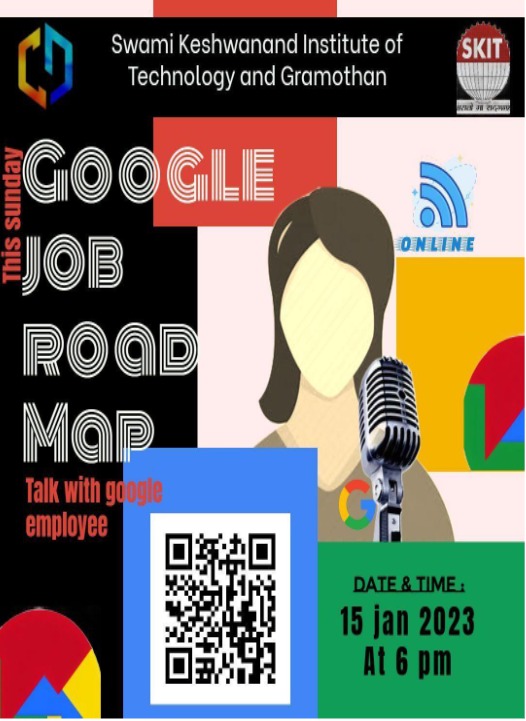 Swami Keshwanand Institute of
Technology and Gramothan
SKIT
This sunday
GOOGLE
JOB
ROaD
Map
Talk with google
employee
ONLINE
G
DATE & TIME :
15 jan 2023
At 6 pm